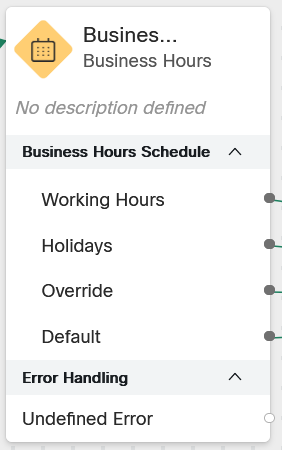 Busines...
Business Hours
No description defined
Business Hours Schedule
Working Hours
Holidays
Override
Default
Error Handling
Undefined Error